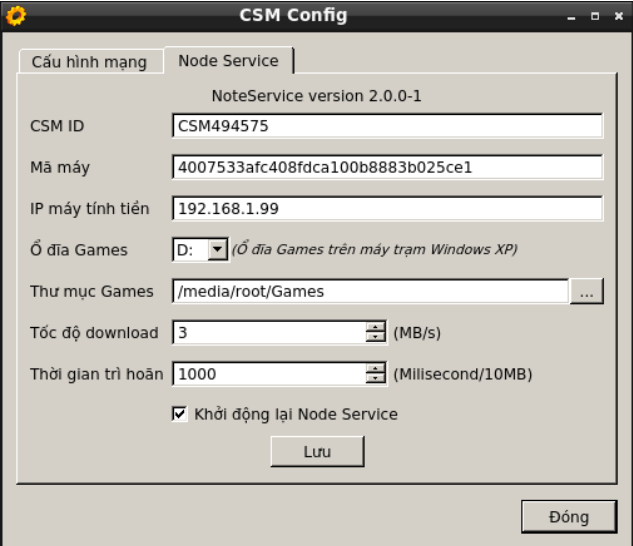 CSM Config
Cấu hình mạng Node Service
NoteService version 2.0.0-1
CSM ID CSM494575
Mã máy 4007533afc408fdca100b8883b025ce1
IP máy tính tiền 192.168.1.99
Ổ đĩa Games D: (Ổ đĩa Games trên máy trạm Windows XP)
Thư mục Games /media/root/Games ...
Tốc độ download 3 (MB/s)
Thời gian trì hoãn 1000 (Milisecond/10MB)
Khởi động lại Node Service
Lưu
Đóng